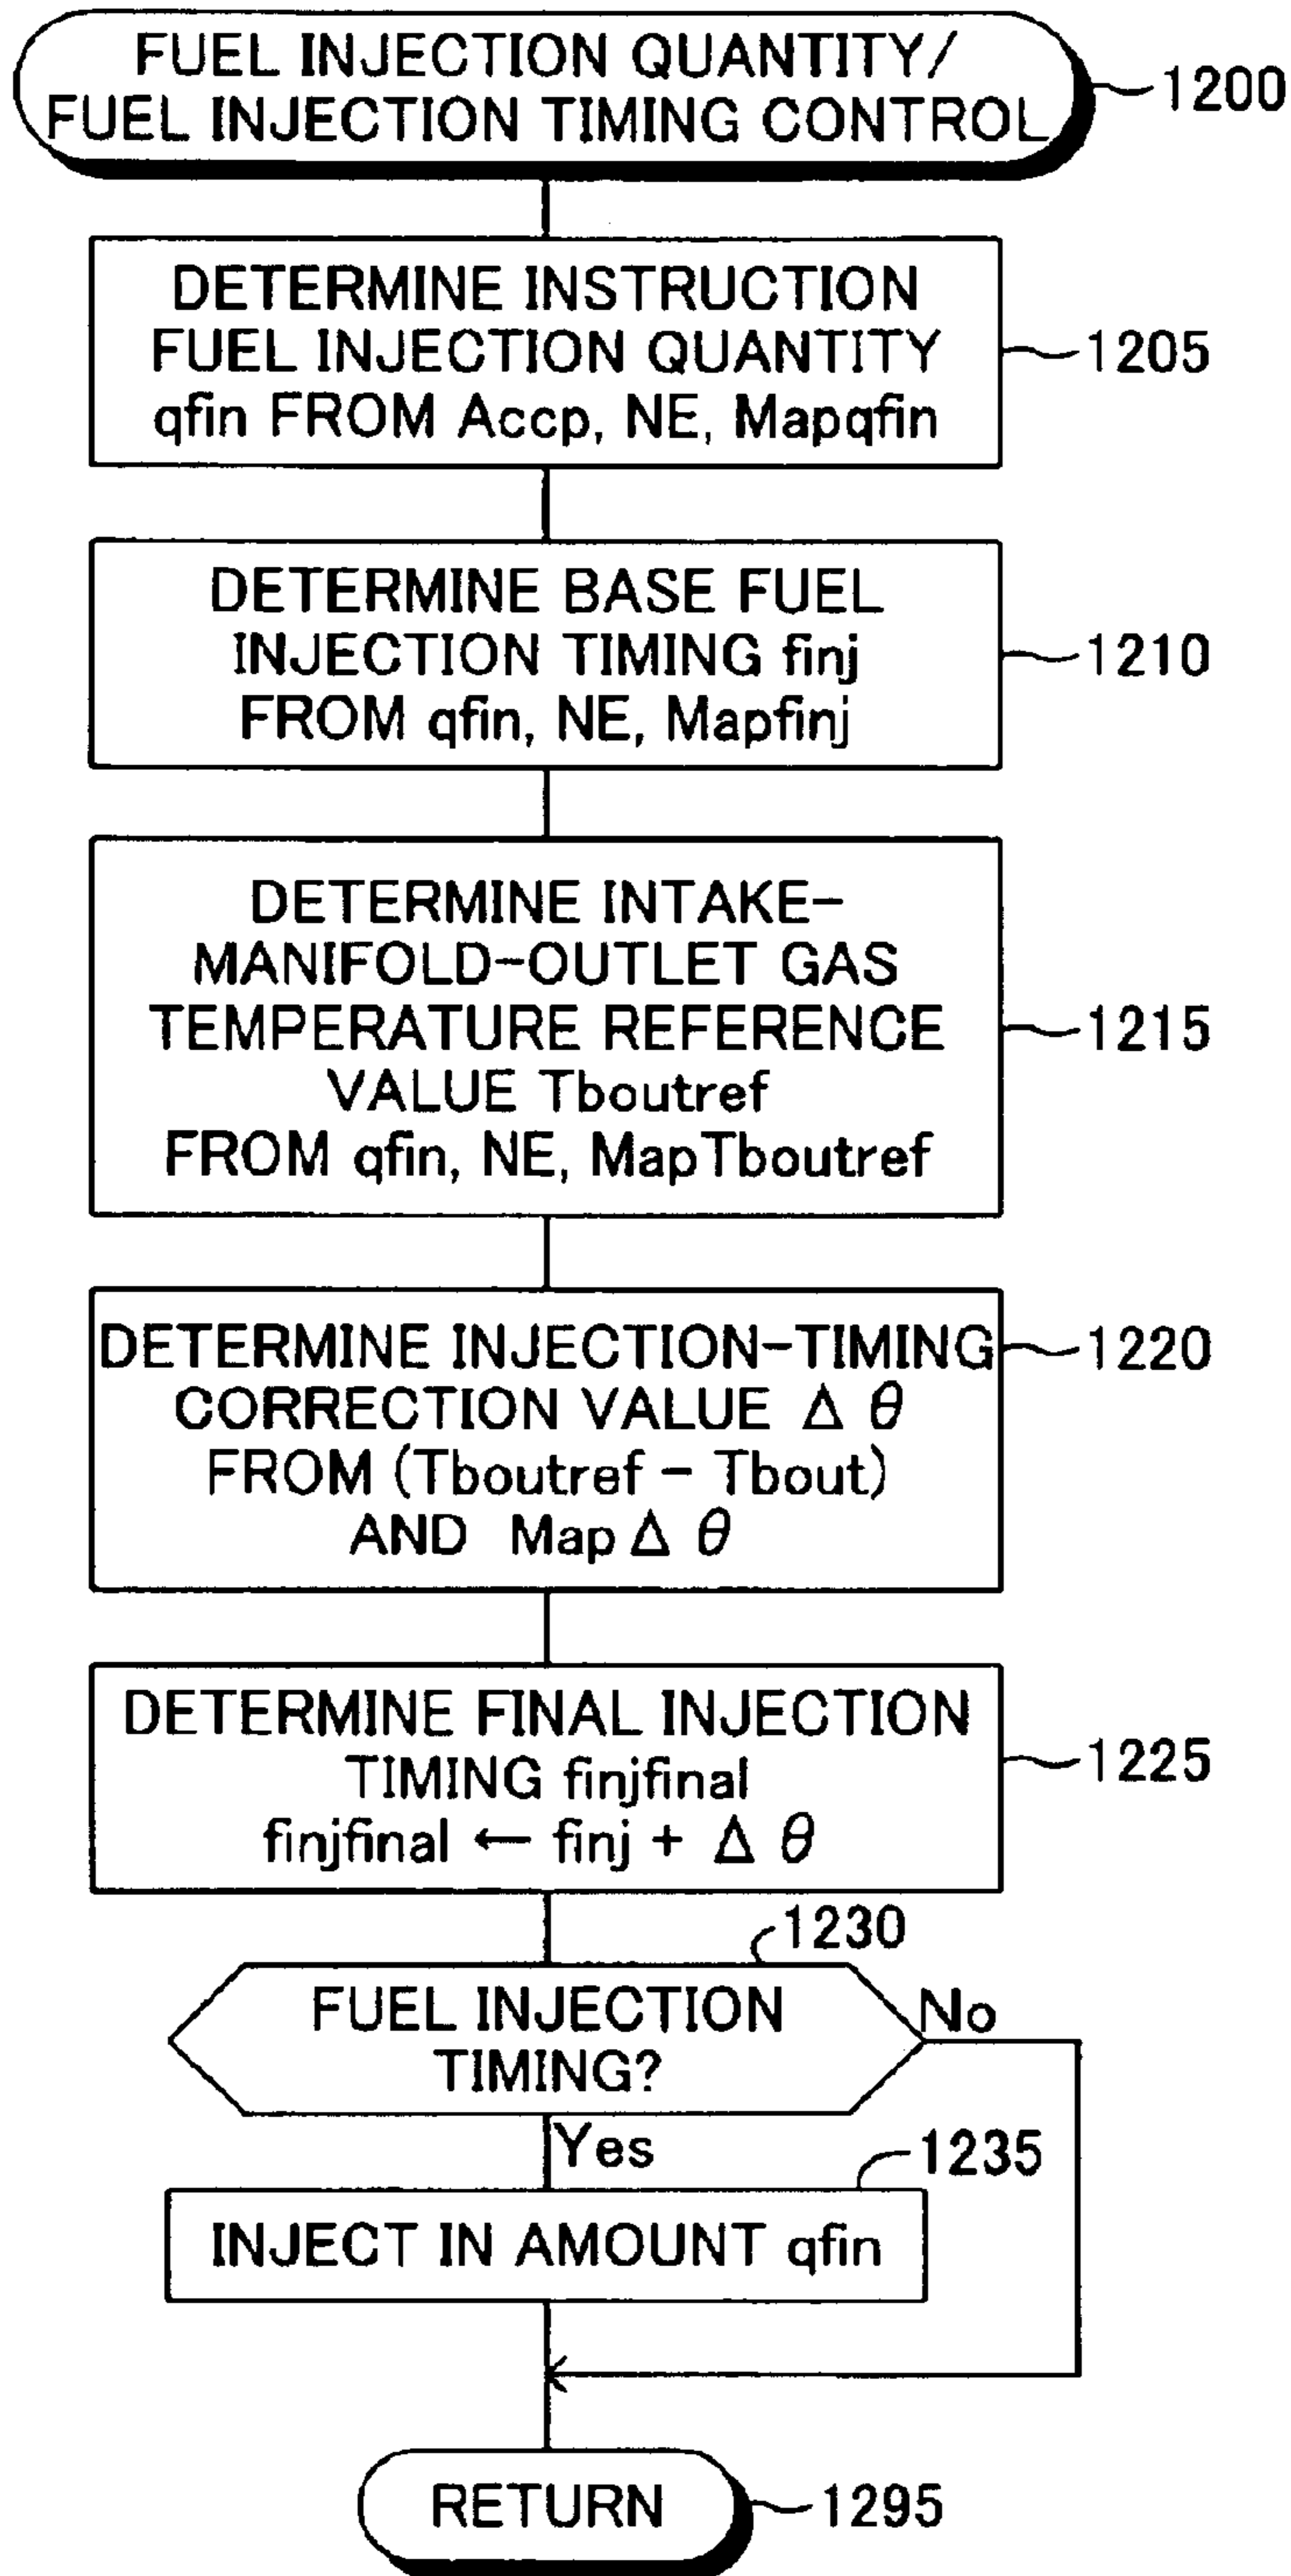 FUEL INJECTION QUANTITY/
FUEL INJECTION TIMING CONTROL
1200
DETERMINE INSTRUCTION
FUEL INJECTION QUANTITY
qfin FROM Accp, NE, Mapqfin
1205
DETERMINE BASE FUEL
INJECTION TIMING finj
FROM qfin, NE, Mapfinj
1210
DETERMINE INTAKE-
MANIFOLD-OUTLET GAS
TEMPERATURE REFERENCE
VALUE Tboutref
FROM qfin, NE, MapTboutref
1215
DETERMINE INJECTION-TIMING
CORRECTION VALUE Δ θ
FROM (Tboutref - Tbout)
AND Map Δ θ
1220
DETERMINE FINAL INJECTION
TIMING finjfinal
finjfinal ← finj + Δ θ
1225
1230
FUEL INJECTION
TIMING?
No
Yes
1235
INJECT IN AMOUNT qfin
RETURN
1295